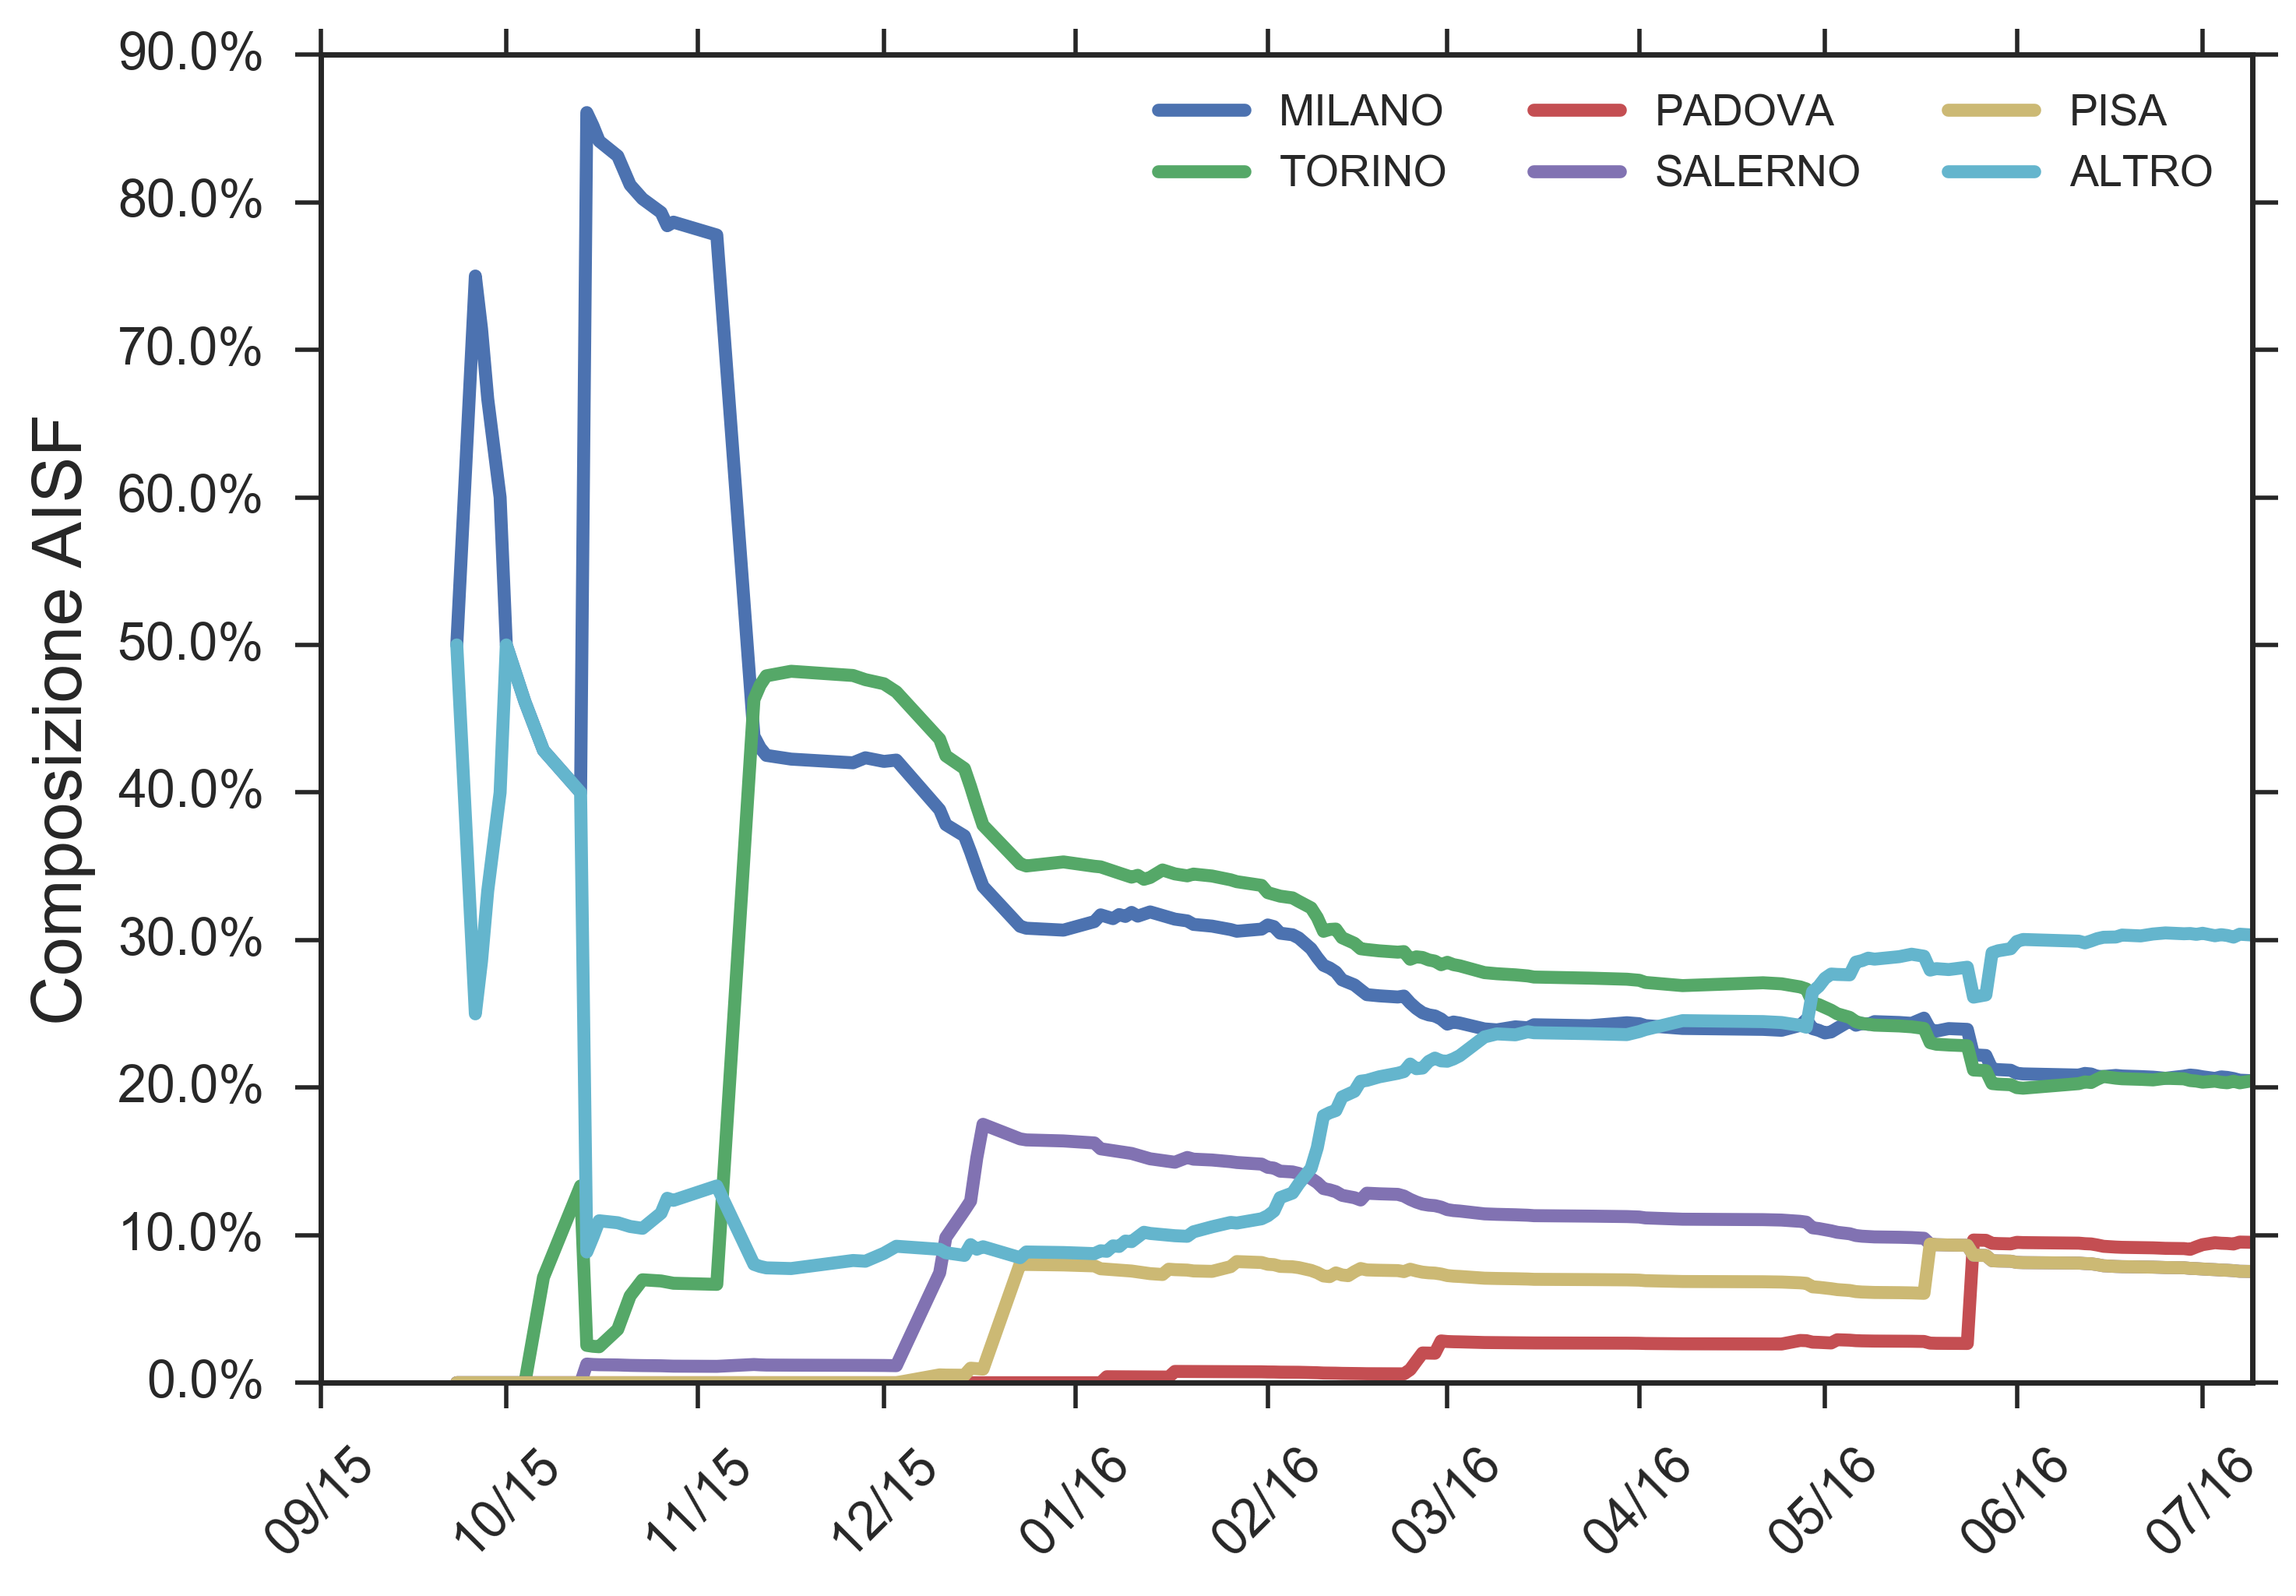 Composizione AISF
90.0%
80.0%
70.0%
60.0%
50.0%
40.0%
30.0%
20.0%
10.0%
0.0%
MILANO PADOVA PISA
TORINO SALERNO ALTRO
09/15 10/15 11/15 12/15 01/16 02/16 03/16 04/16 05/16 06/16 07/16